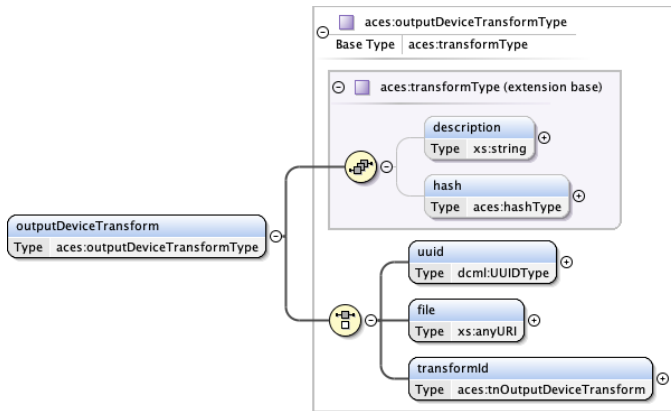 aces:outputDeviceTransformType
Base Type aces:transformType
aces:transformType (extension base)
description
Type xs:string
hash
Type aces:hashType
outputDeviceTransform
Type aces:outputDeviceTransformType
uuid
Type dcml:UUIDType
file
Type xs:anyURI
transformId
Type aces:tnOutputDeviceTransform